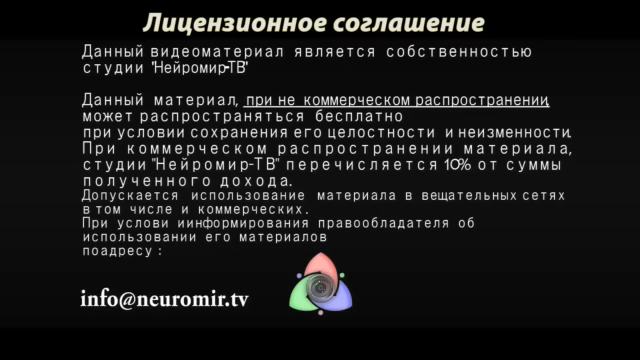 Лицензионное соглашение
Данный видеоматериал является собственностью
студии "Нейромир-ТВ"
Данный материал, при не коммерческом распространении,
может распространяться бесплатно
при условии сохранения его целостности и неизменности.
При коммерческом распространении материала,
студии "Нейромир-ТВ" перечисляется 10% от суммы
полученного дохода.
Допускается использование материала в вещательных сетях
в том числе и коммерческих.
При услови иинформирования правообладателя об
использовании его материалов
поадресу :
info@neuromir.tv